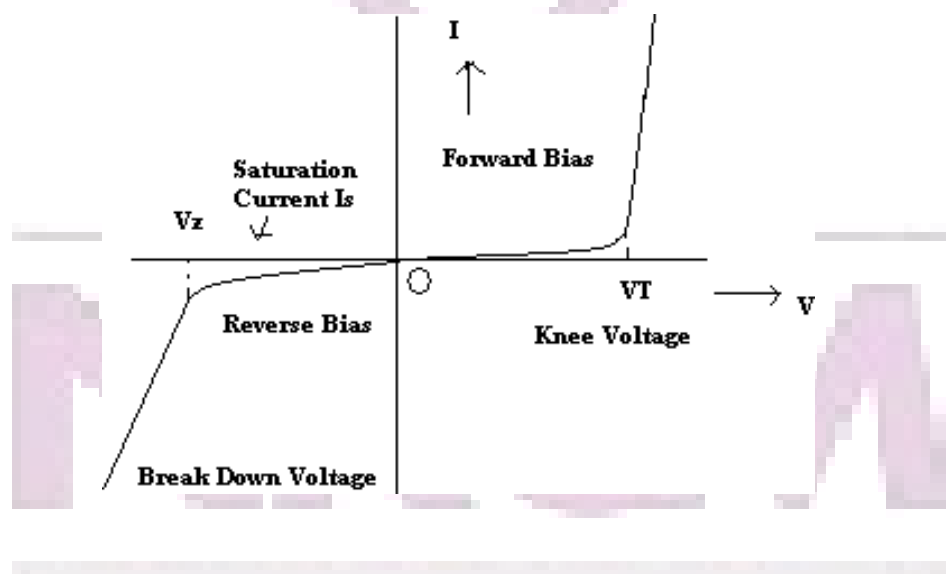 I
Forward Bias
Saturation
Current Is
Vz
O
VT
V
Reverse Bias
Knee Voltage
Break Down Voltage